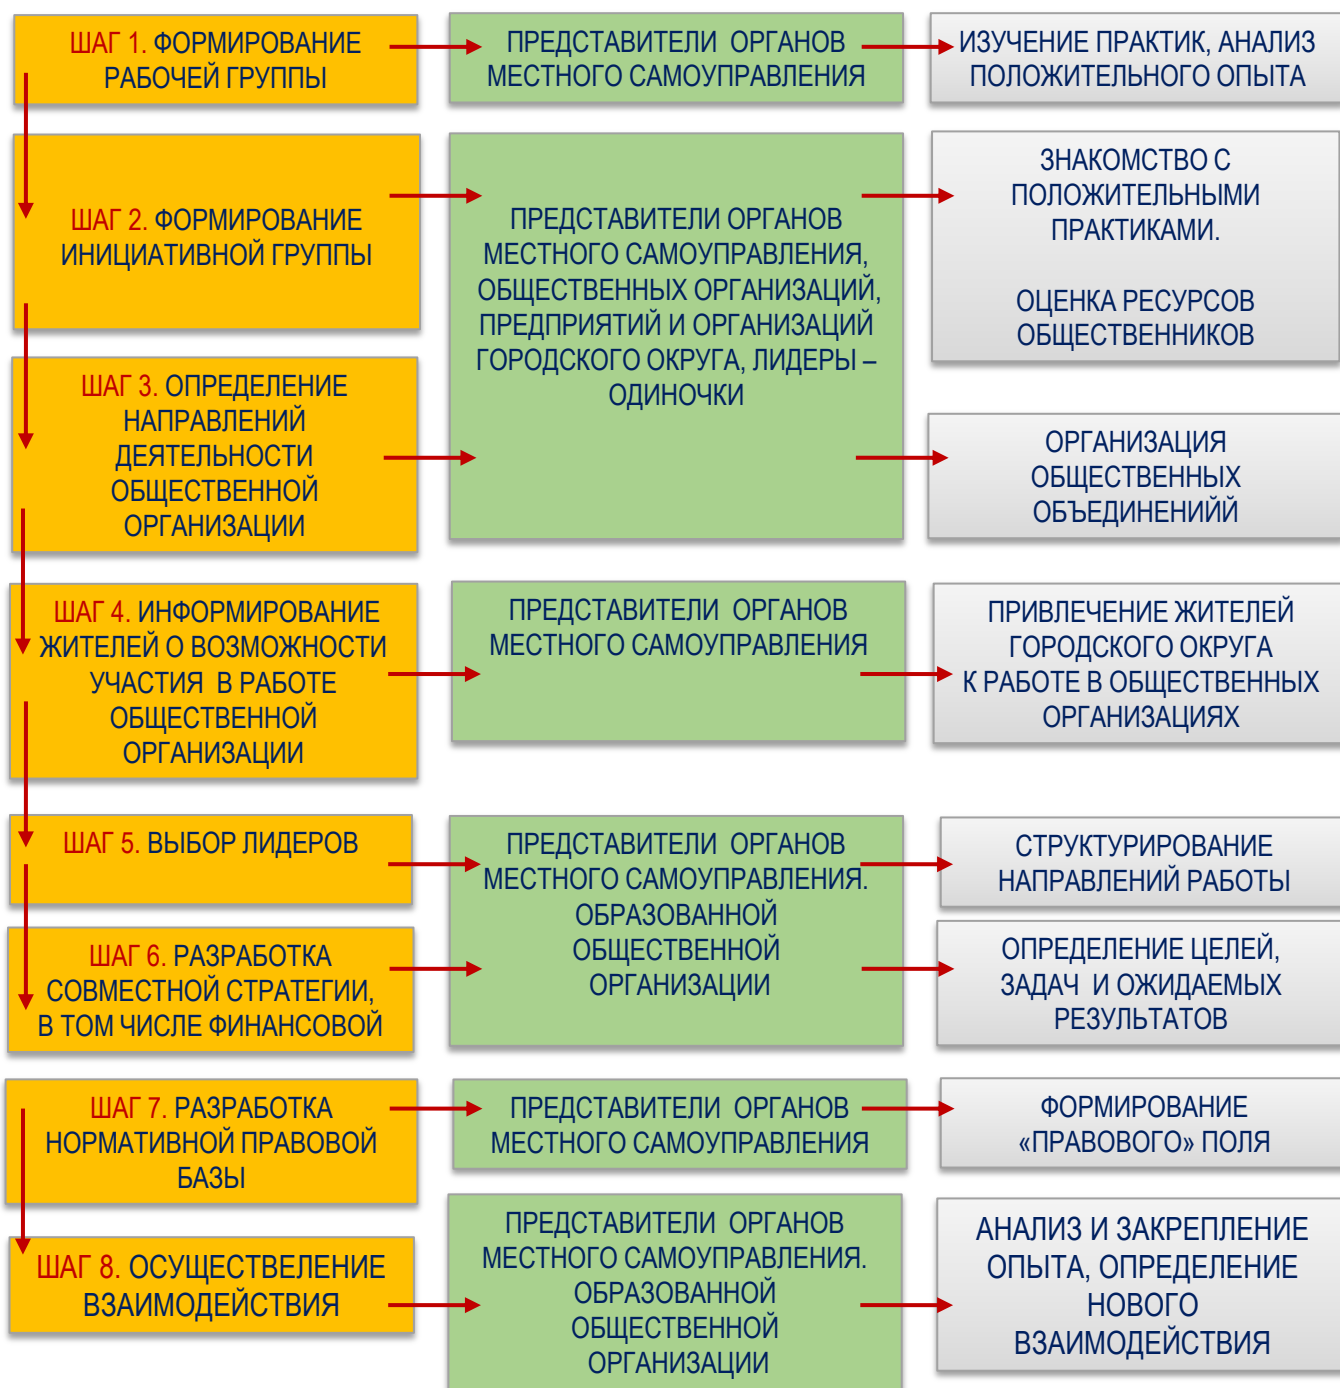 ШАГ 1. ФОРМИРОВАНИЕ
РАБОЧЕЙ ГРУППЫ
ПРЕДСТАВИТЕЛИ ОРГАНОВ
МЕСТНОГО САМОУПРАВЛЕНИЯ
ИЗУЧЕНИЕ ПРАКТИК, АНАЛИЗ
ПОЛОЖИТЕЛЬНОГО ОПЫТА
ШАГ 2. ФОРМИРОВАНИЕ
ИНИЦИАТИВНОЙ ГРУППЫ
ПРЕДСТАВИТЕЛИ ОРГАНОВ
МЕСТНОГО САМОУПРАВЛЕНИЯ,
ОБЩЕСТВЕННЫХ ОРГАНИЗАЦИЙ,
ПРЕДПРИЯТИЙ И ОРГАНИЗАЦИЙ
ГОРОДСКОГО ОКРУГА, ЛИДЕРЫ –
ОДИНОЧКИ
ЗНАКОМСТВО С
ПОЛОЖИТЕЛЬНЫМИ
ПРАКТИКАМИ.
ОЦЕНКА РЕСУРСОВ
ОБЩЕСТВЕННИКОВ
ШАГ 3. ОПРЕДЕЛЕНИЕ
НАПРАВЛЕНИЙ
ДЕЯТЕЛЬНОСТИ
ОБЩЕСТВЕННОЙ
ОРГАНИЗАЦИИ
ОРГАНИЗАЦИЯ
ОБЩЕСТВЕННЫХ
ОБЪЕДИНЕНИЙЙ
ШАГ 4. ИНФОРМИРОВАНИЕ
ЖИТЕЛЕЙ О ВОЗМОЖНОСТИ
УЧАСТИЯ В РАБОТЕ
ОБЩЕСТВЕННОЙ
ОРГАНИЗАЦИИ
ПРЕДСТАВИТЕЛИ ОРГАНОВ
МЕСТНОГО САМОУПРАВЛЕНИЯ
ПРИВЛЕЧЕНИЕ ЖИТЕЛЕЙ
ГОРОДСКОГО ОКРУГА
К РАБОТЕ В ОБЩЕСТВЕННЫХ
ОРГАНИЗАЦИЯХ
ШАГ 5. ВЫБОР ЛИДЕРОВ
ПРЕДСТАВИТЕЛИ ОРГАНОВ
МЕСТНОГО САМОУПРАВЛЕНИЯ.
ОБРАЗОВАННОЙ
ОБЩЕСТВЕННОЙ
ОРГАНИЗАЦИИ
СТРУКТУРИРОВАНИЕ
НАПРАВЛЕНИЙ РАБОТЫ
ШАГ 6. РАЗРАБОТКА
СОВМЕСТНОЙ СТРАТЕГИИ,
В ТОМ ЧИСЛЕ ФИНАНСОВОЙ
ОПРЕДЕЛЕНИЕ ЦЕЛЕЙ,
ЗАДАЧ И ОЖИДАЕМЫХ
РЕЗУЛЬТАТОВ
ШАГ 7. РАЗРАБОТКА
НОРМАТИВНОЙ ПРАВОВОЙ
БАЗЫ
ПРЕДСТАВИТЕЛИ ОРГАНОВ
МЕСТНОГО САМОУПРАВЛЕНИЯ
ФОРМИРОВАНИЕ
«ПРАВОВОГО» ПОЛЯ
ШАГ 8. ОСУЩЕСТВЕЛЕНИЕ
ВЗАИМОДЕЙСТВИЯ
ПРЕДСТАВИТЕЛИ ОРГАНОВ
МЕСТНОГО САМОУПРАВЛЕНИЯ.
ОБРАЗОВАННОЙ
ОБЩЕСТВЕННОЙ
ОРГАНИЗАЦИИ
АНАЛИЗ И ЗАКРЕПЛЕНИЕ
ОПЫТА, ОПРЕДЕЛЕНИЕ
НОВОГО
ВЗАИМОДЕЙСТВИЯ